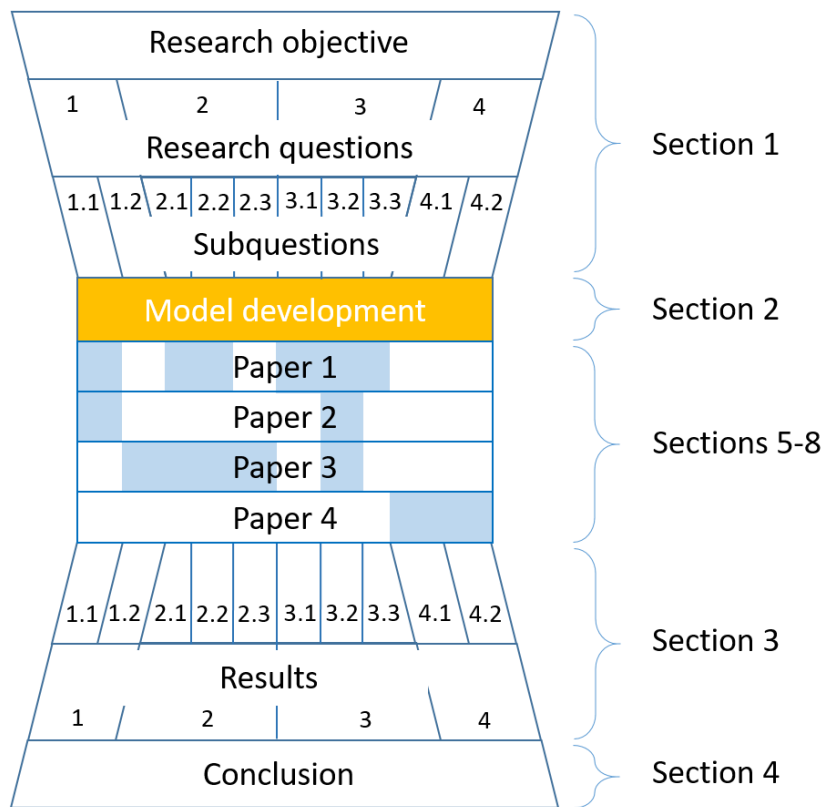 Research objective
1 2 3 4
Research questions
Section 1
1.1 1.2 2.1 2.2 2.3 3.1 3.2 3.3 4.1 4.2
Subquestions
Model development
Section 2
Paper 1
Paper 2
Sections 5-8
Paper 3
Paper 4
1.1 1.2 2.1 2.2 2.3 3.1 3.2 3.3 4.1 4.2
Section 3
Results
1 2 3 4
Conclusion
Section 4